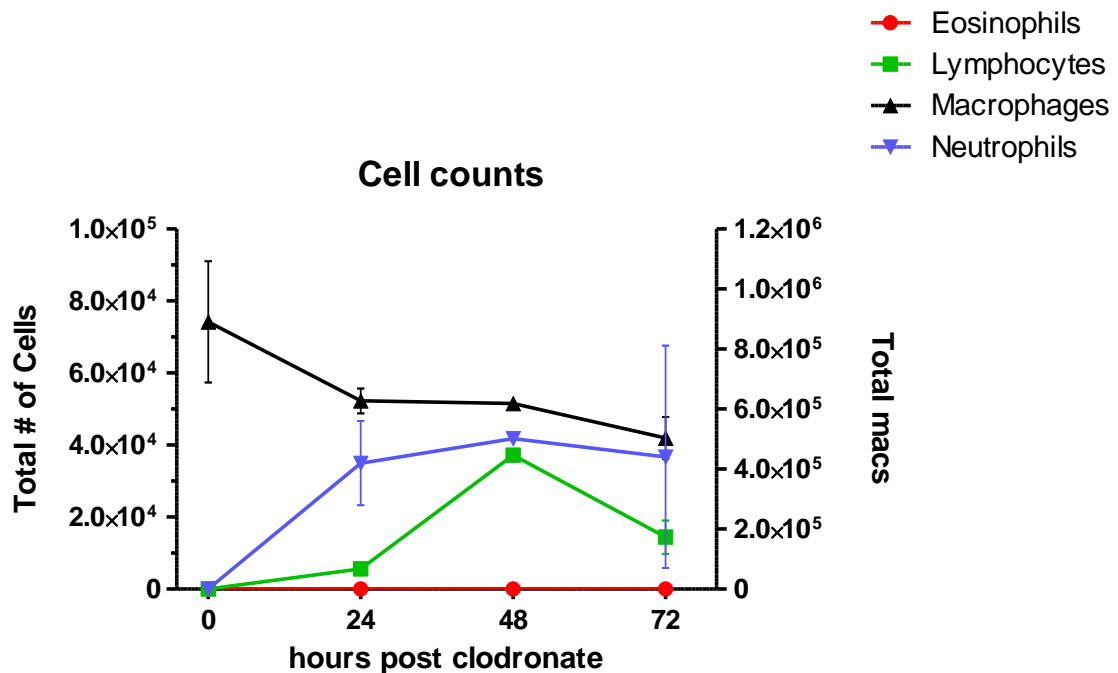 Eosinophils
Lymphocytes
Macrophages
Neutrophils
Cell counts
Total # of Cells
1.0×10⁵
8.0×10⁴
6.0×10⁴
4.0×10⁴
2.0×10⁴
0
1.2×10⁶
1.0×10⁶
8.0×10⁵
6.0×10⁵
4.0×10⁵
2.0×10⁵
0
Total macs
0 24 48 72
hours post clodronate